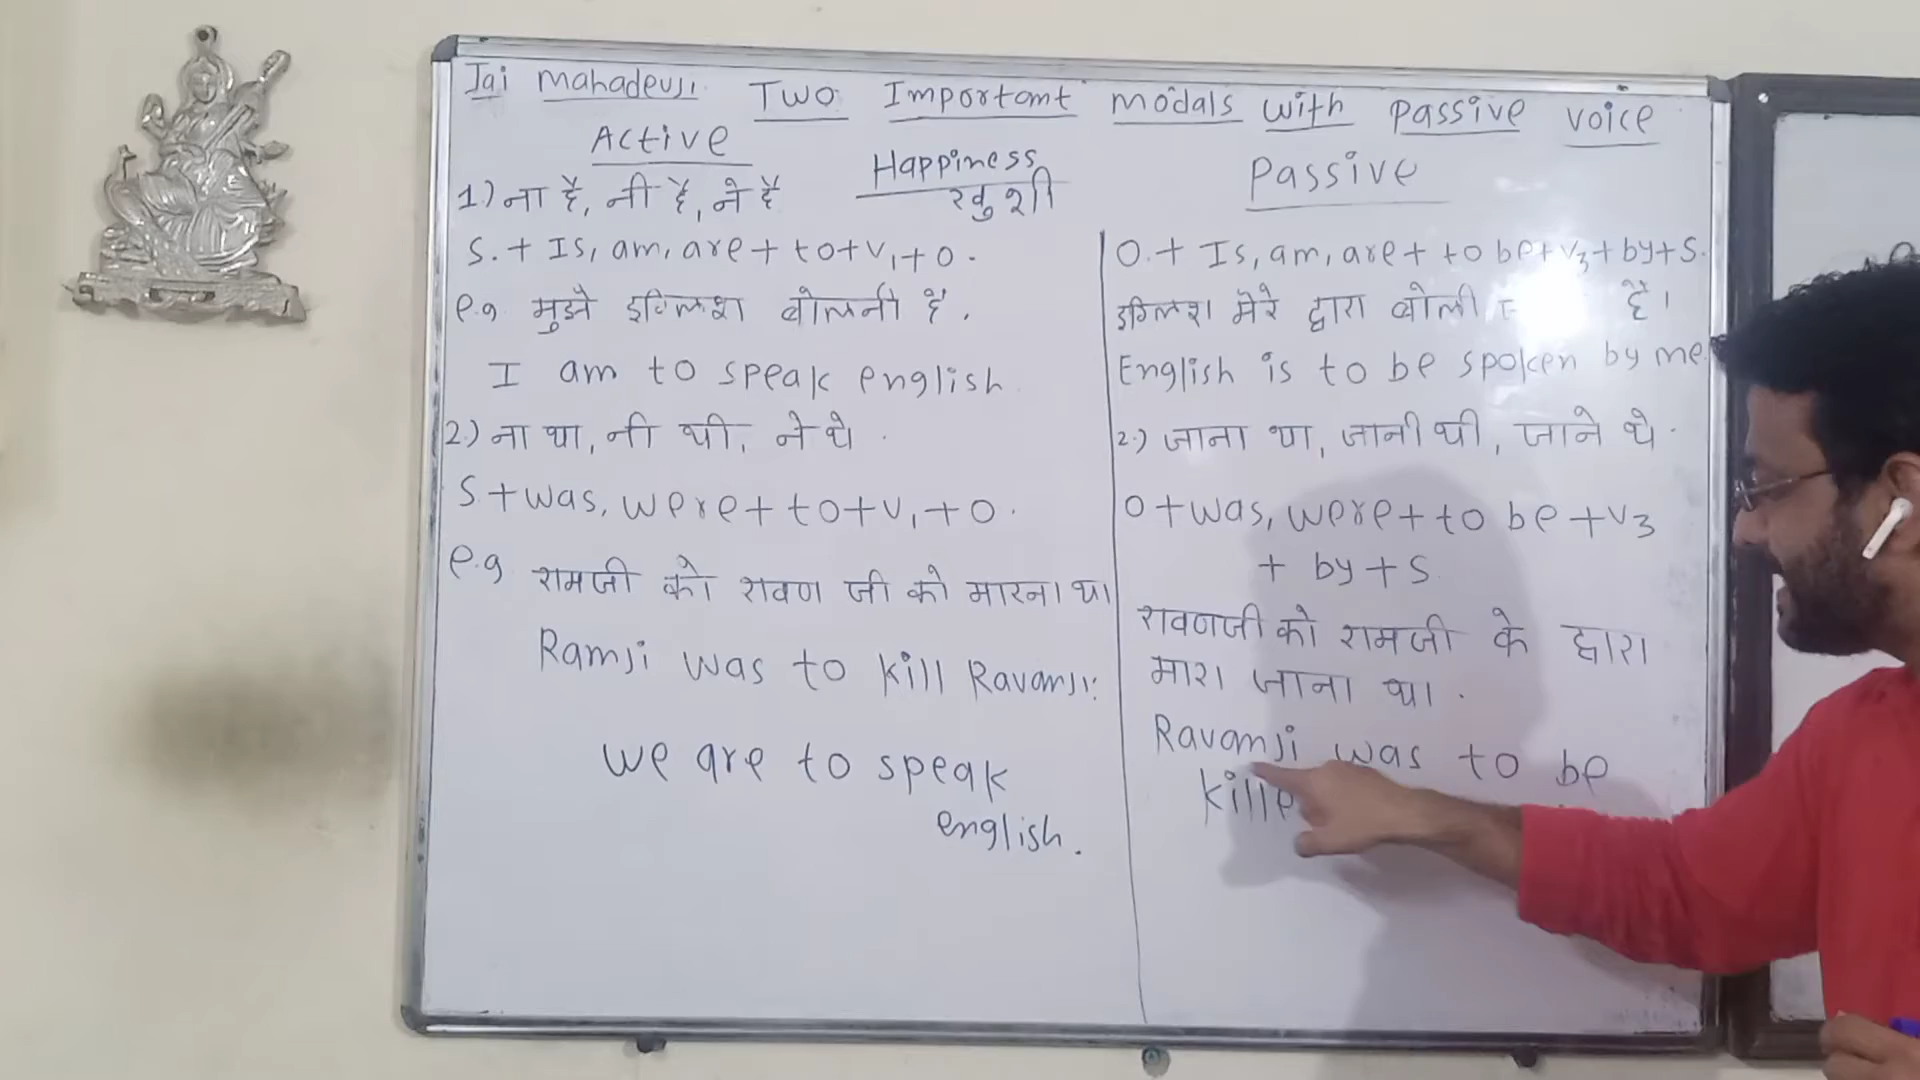 Jai Mahadevji. Two Important modals with passive voice
Active
Happiness
खुशी
1.) ना है, नी है, ने हैं
S. + Is, am, are + to + V1 + O.
e.g मुझे इंग्लिश बोलनी है.
I am to speak english
2.) ना था, नी थी, ने थे.
S + was, were + to + V1 + O.
e.g रामजी को रावण जी को मारना था।
Ramji was to kill Ravanji.
we are to speak
english.
Passive
O. + Is, am, are + to be + V3 + by + S.
इंग्लिश मेरे द्वारा बोली है।
English is to be spoken by me
2.) जाना था, जानी थी, जाने थे.
O + was, were + to be + V3
+ by + S
रावणजी को रामजी के द्वारा
मारा जाना था.
Ravanji was to be
kille